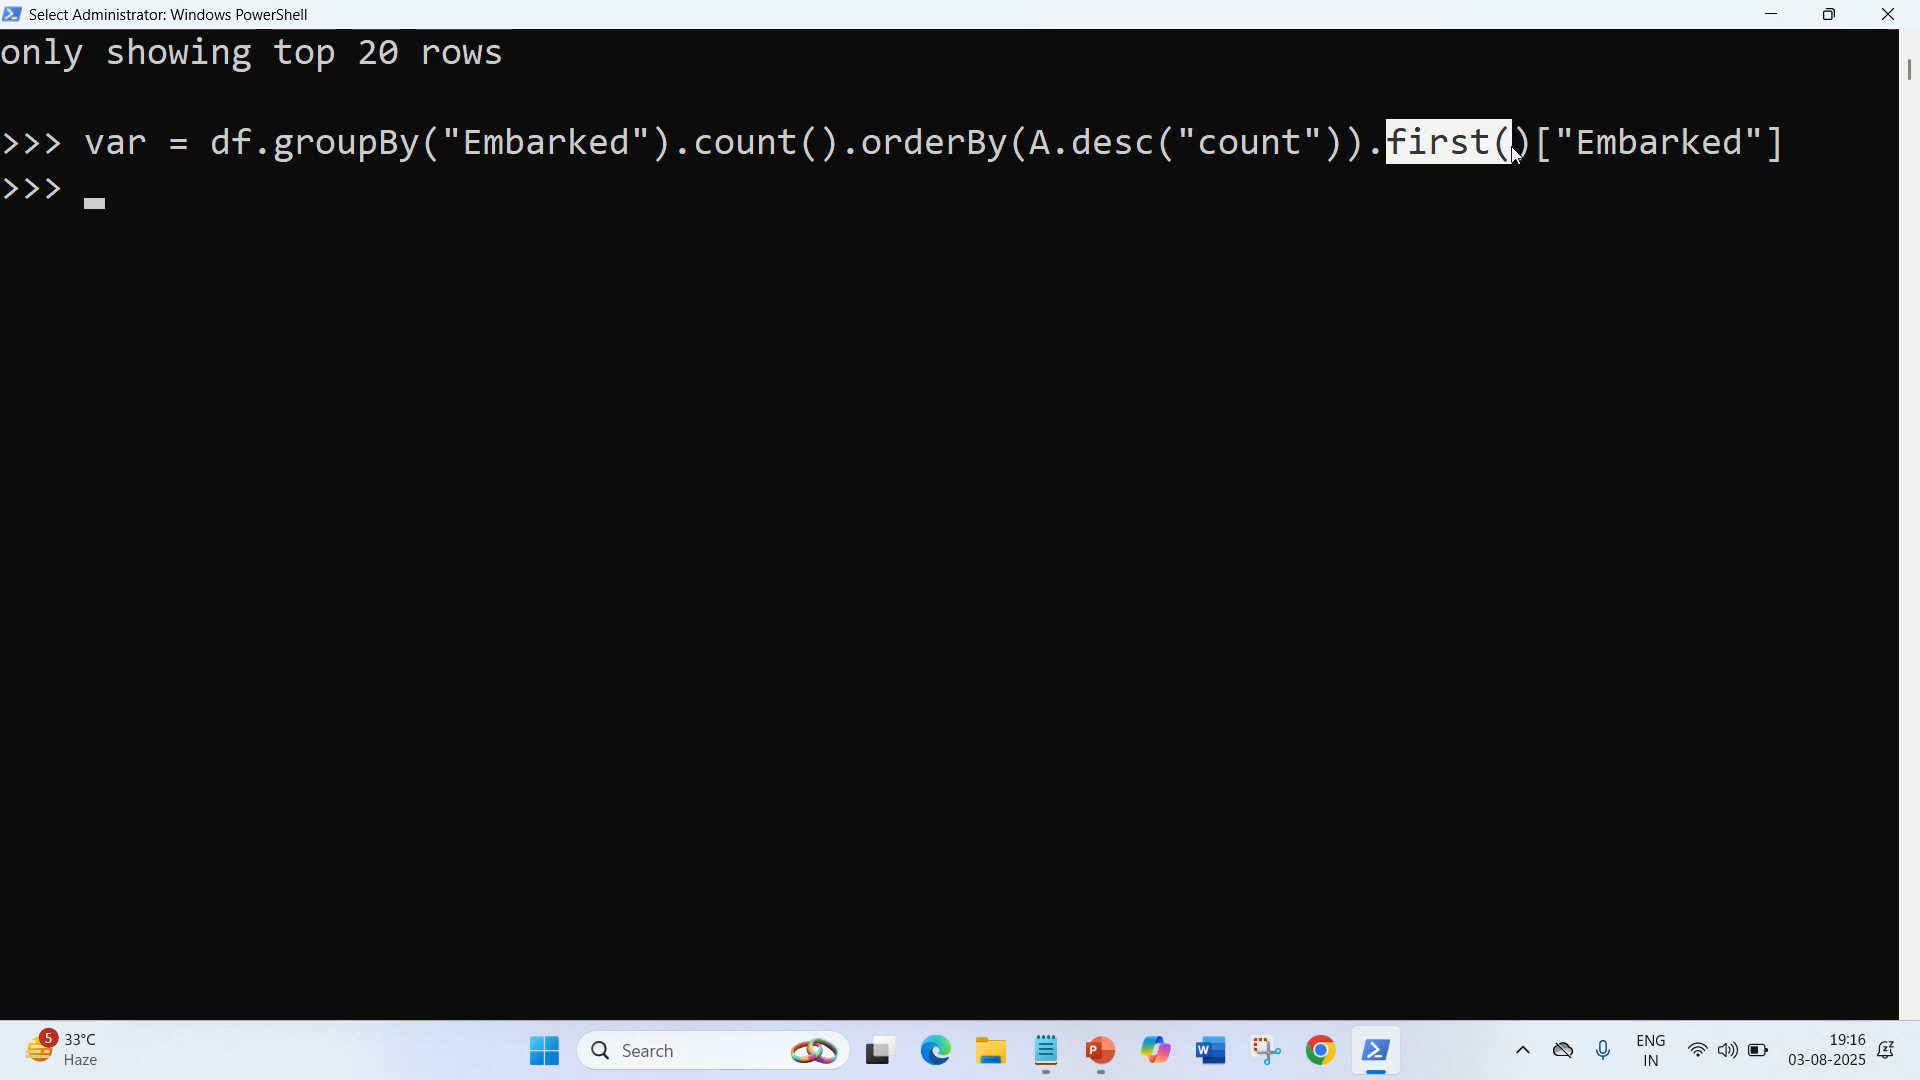 Select Administrator: Windows PowerShell
only showing top 20 rows
>>> var = df.groupBy("Embarked").count().orderBy(A.desc("count")).first()["Embarked"]
>>>
5
33°C
Haze
Search
ENG
IN
19:16
03-08-2025